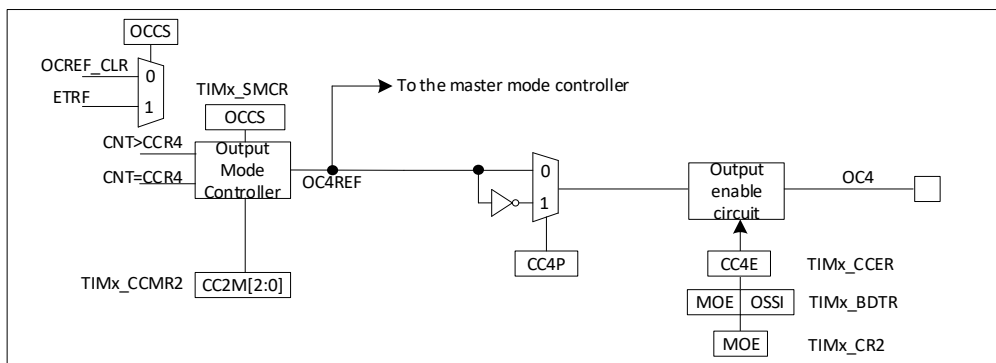 OCCS
OCREF_CLR
0
ETRF
1
To the master mode controller
TIMx_SMCR
OCCS
CNT>CCR4
CNT=CCR4
Output
Mode
Controller
OC4REF
0
1
Output
enable
circuit
OC4
CC4P
CC4E
TIMx_CCER
TIMx_CCMR2
CC2M[2:0]
MOE
OSSI
TIMx_BDTR
MOE
TIMx_CR2